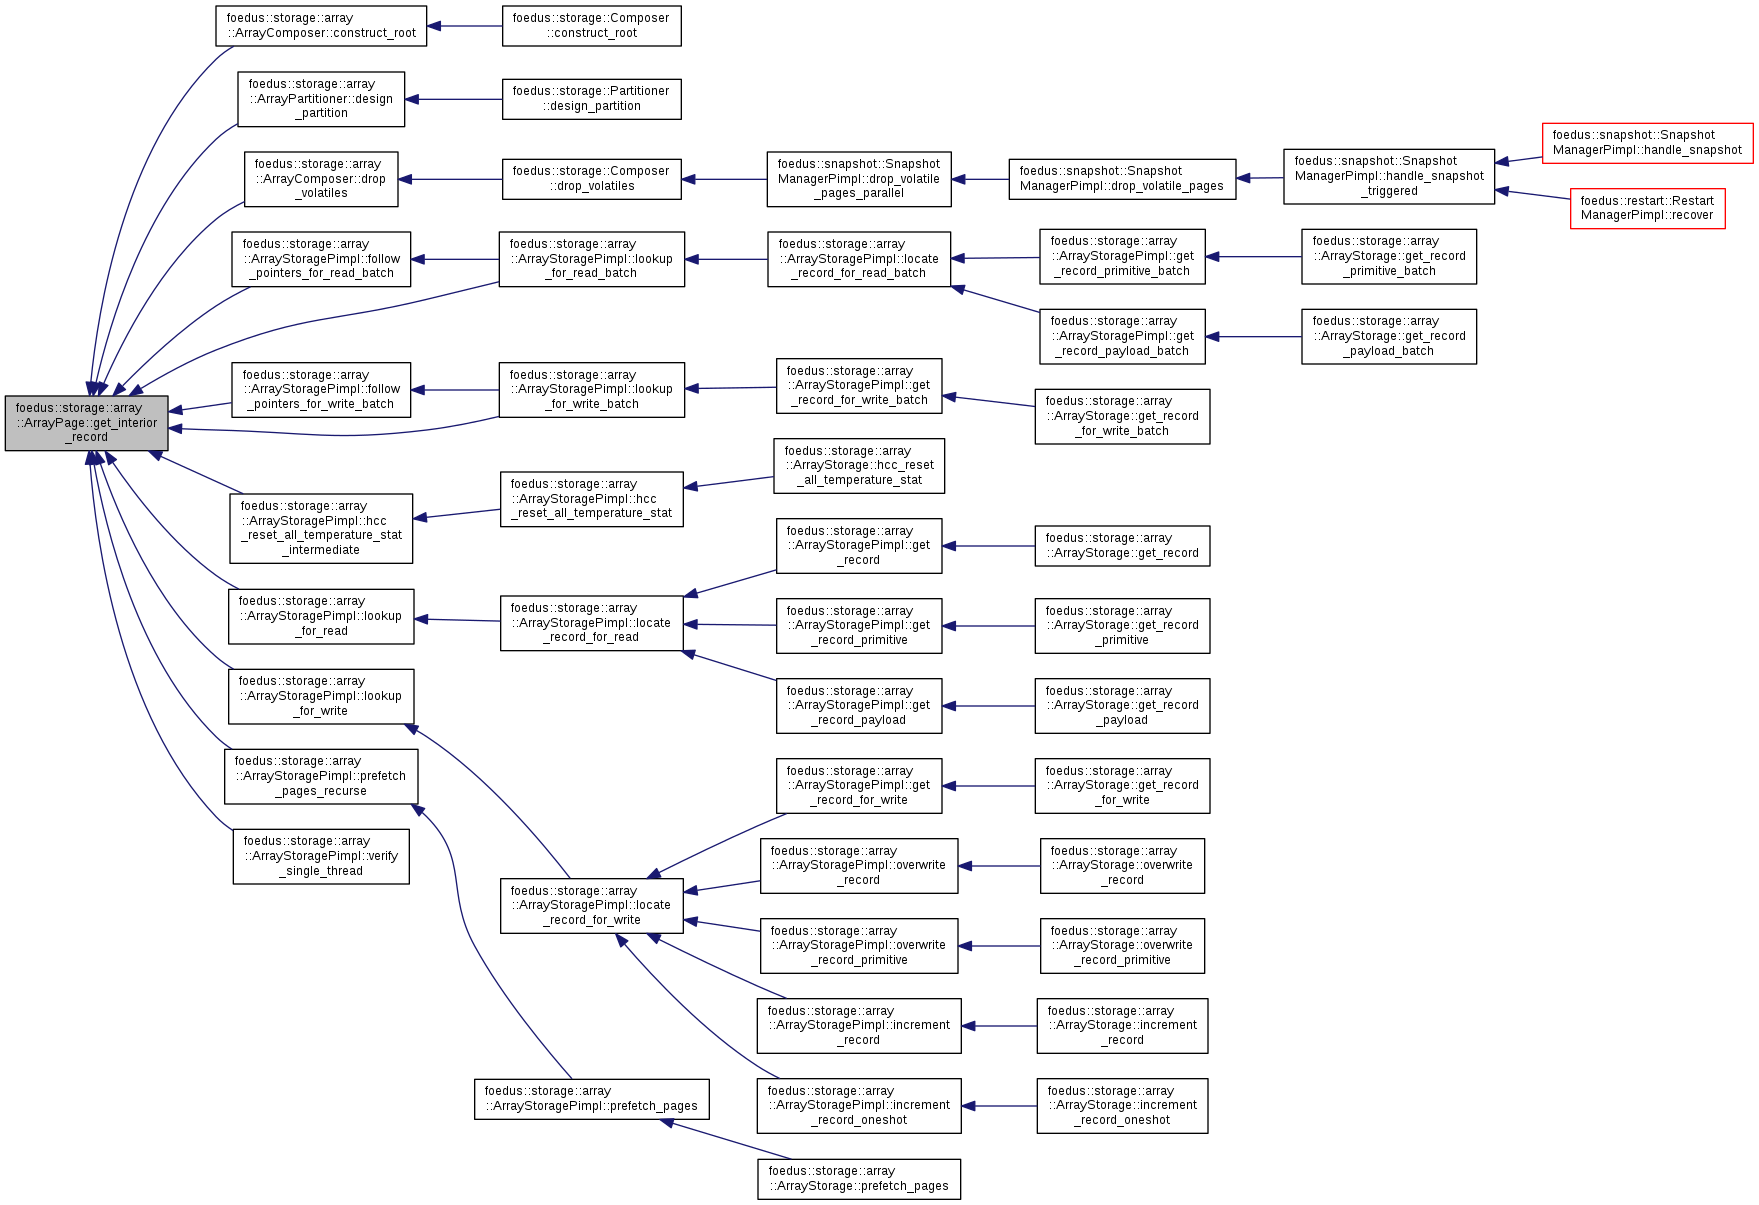 foedus::storage::array
::ArrayPage::get_interior
_record
foedus::storage::array
::ArrayComposer::construct_root
foedus::storage::Composer
::construct_root
foedus::storage::array
::ArrayPartitioner::design
_partition
foedus::storage::Partitioner
::design_partition
foedus::storage::array
::ArrayComposer::drop
_volatiles
foedus::storage::Composer
::drop_volatiles
foedus::snapshot::Snapshot
ManagerPimpl::drop_volatile
_pages_parallel
foedus::snapshot::Snapshot
ManagerPimpl::drop_volatile_pages
foedus::snapshot::Snapshot
ManagerPimpl::handle_snapshot
_triggered
foedus::snapshot::Snapshot
ManagerPimpl::handle_snapshot
foedus::restart::Restart
ManagerPimpl::recover
foedus::storage::array
::ArrayStoragePimpl::follow
_pointers_for_read_batch
foedus::storage::array
::ArrayStoragePimpl::lookup
_for_read_batch
foedus::storage::array
::ArrayStoragePimpl::locate
_record_for_read_batch
foedus::storage::array
::ArrayStoragePimpl::get
_record_primitive_batch
foedus::storage::array
::ArrayStorage::get_record
_primitive_batch
foedus::storage::array
::ArrayStoragePimpl::get
_record_payload_batch
foedus::storage::array
::ArrayStorage::get_record
_payload_batch
foedus::storage::array
::ArrayStoragePimpl::follow
_pointers_for_write_batch
foedus::storage::array
::ArrayStoragePimpl::lookup
_for_write_batch
foedus::storage::array
::ArrayStoragePimpl::get
_record_for_write_batch
foedus::storage::array
::ArrayStorage::get_record
_for_write_batch
foedus::storage::array
::ArrayStoragePimpl::hcc
_reset_all_temperature_stat
_intermediate
foedus::storage::array
::ArrayStoragePimpl::hcc
_reset_all_temperature_stat
foedus::storage::array
::ArrayStorage::hcc_reset
_all_temperature_stat
foedus::storage::array
::ArrayStoragePimpl::lookup
_for_read
foedus::storage::array
::ArrayStoragePimpl::locate
_record_for_read
foedus::storage::array
::ArrayStoragePimpl::get
_record
foedus::storage::array
::ArrayStorage::get_record
foedus::storage::array
::ArrayStoragePimpl::get
_record_primitive
foedus::storage::array
::ArrayStorage::get_record
_primitive
foedus::storage::array
::ArrayStoragePimpl::get
_record_payload
foedus::storage::array
::ArrayStorage::get_record
_payload
foedus::storage::array
::ArrayStoragePimpl::lookup
_for_write
foedus::storage::array
::ArrayStoragePimpl::locate
_record_for_write
foedus::storage::array
::ArrayStoragePimpl::get
_record_for_write
foedus::storage::array
::ArrayStorage::get_record
_for_write
foedus::storage::array
::ArrayStoragePimpl::overwrite
_record
foedus::storage::array
::ArrayStorage::overwrite
_record
foedus::storage::array
::ArrayStoragePimpl::overwrite
_record_primitive
foedus::storage::array
::ArrayStorage::overwrite
_record_primitive
foedus::storage::array
::ArrayStoragePimpl::increment
_record
foedus::storage::array
::ArrayStorage::increment
_record
foedus::storage::array
::ArrayStoragePimpl::increment
_record_oneshot
foedus::storage::array
::ArrayStorage::increment
_record_oneshot
foedus::storage::array
::ArrayStoragePimpl::prefetch
_pages_recurse
foedus::storage::array
::ArrayStoragePimpl::prefetch_pages
foedus::storage::array
::ArrayStorage::prefetch_pages
foedus::storage::array
::ArrayStoragePimpl::verify
_single_thread